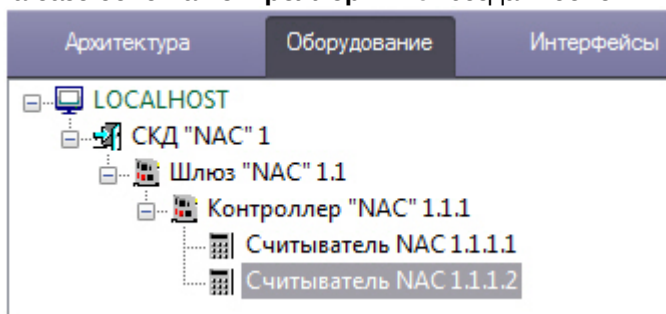 Архитектура Оборудование Интерфейсы
LOCALHOST
СКД "NAC" 1
Шлюз "NAC" 1.1
Контроллер "NAC" 1.1.1
Считыватель NAC 1.1.1.1
Считыватель NAC 1.1.1.2